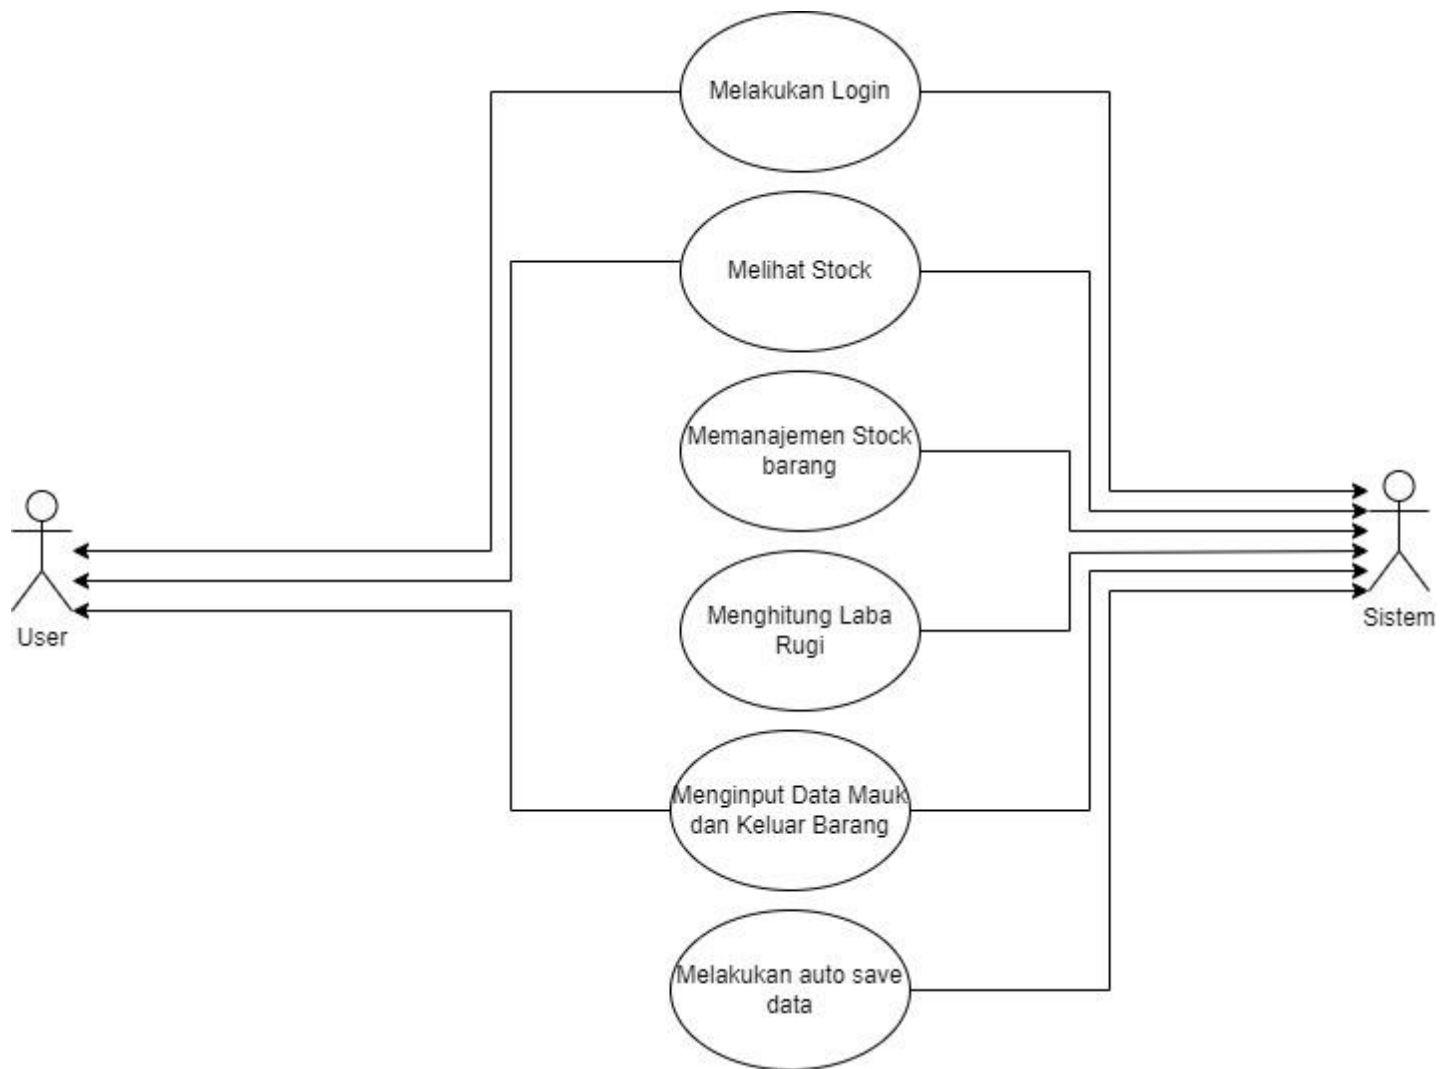 Melakukan Login
Melihat Stock
Memanajemen Stock
barang
User
Sistem
Menghitung Laba
Rugi
Menginput Data Mauk
dan Keluar Barang
Melakukan auto save
data